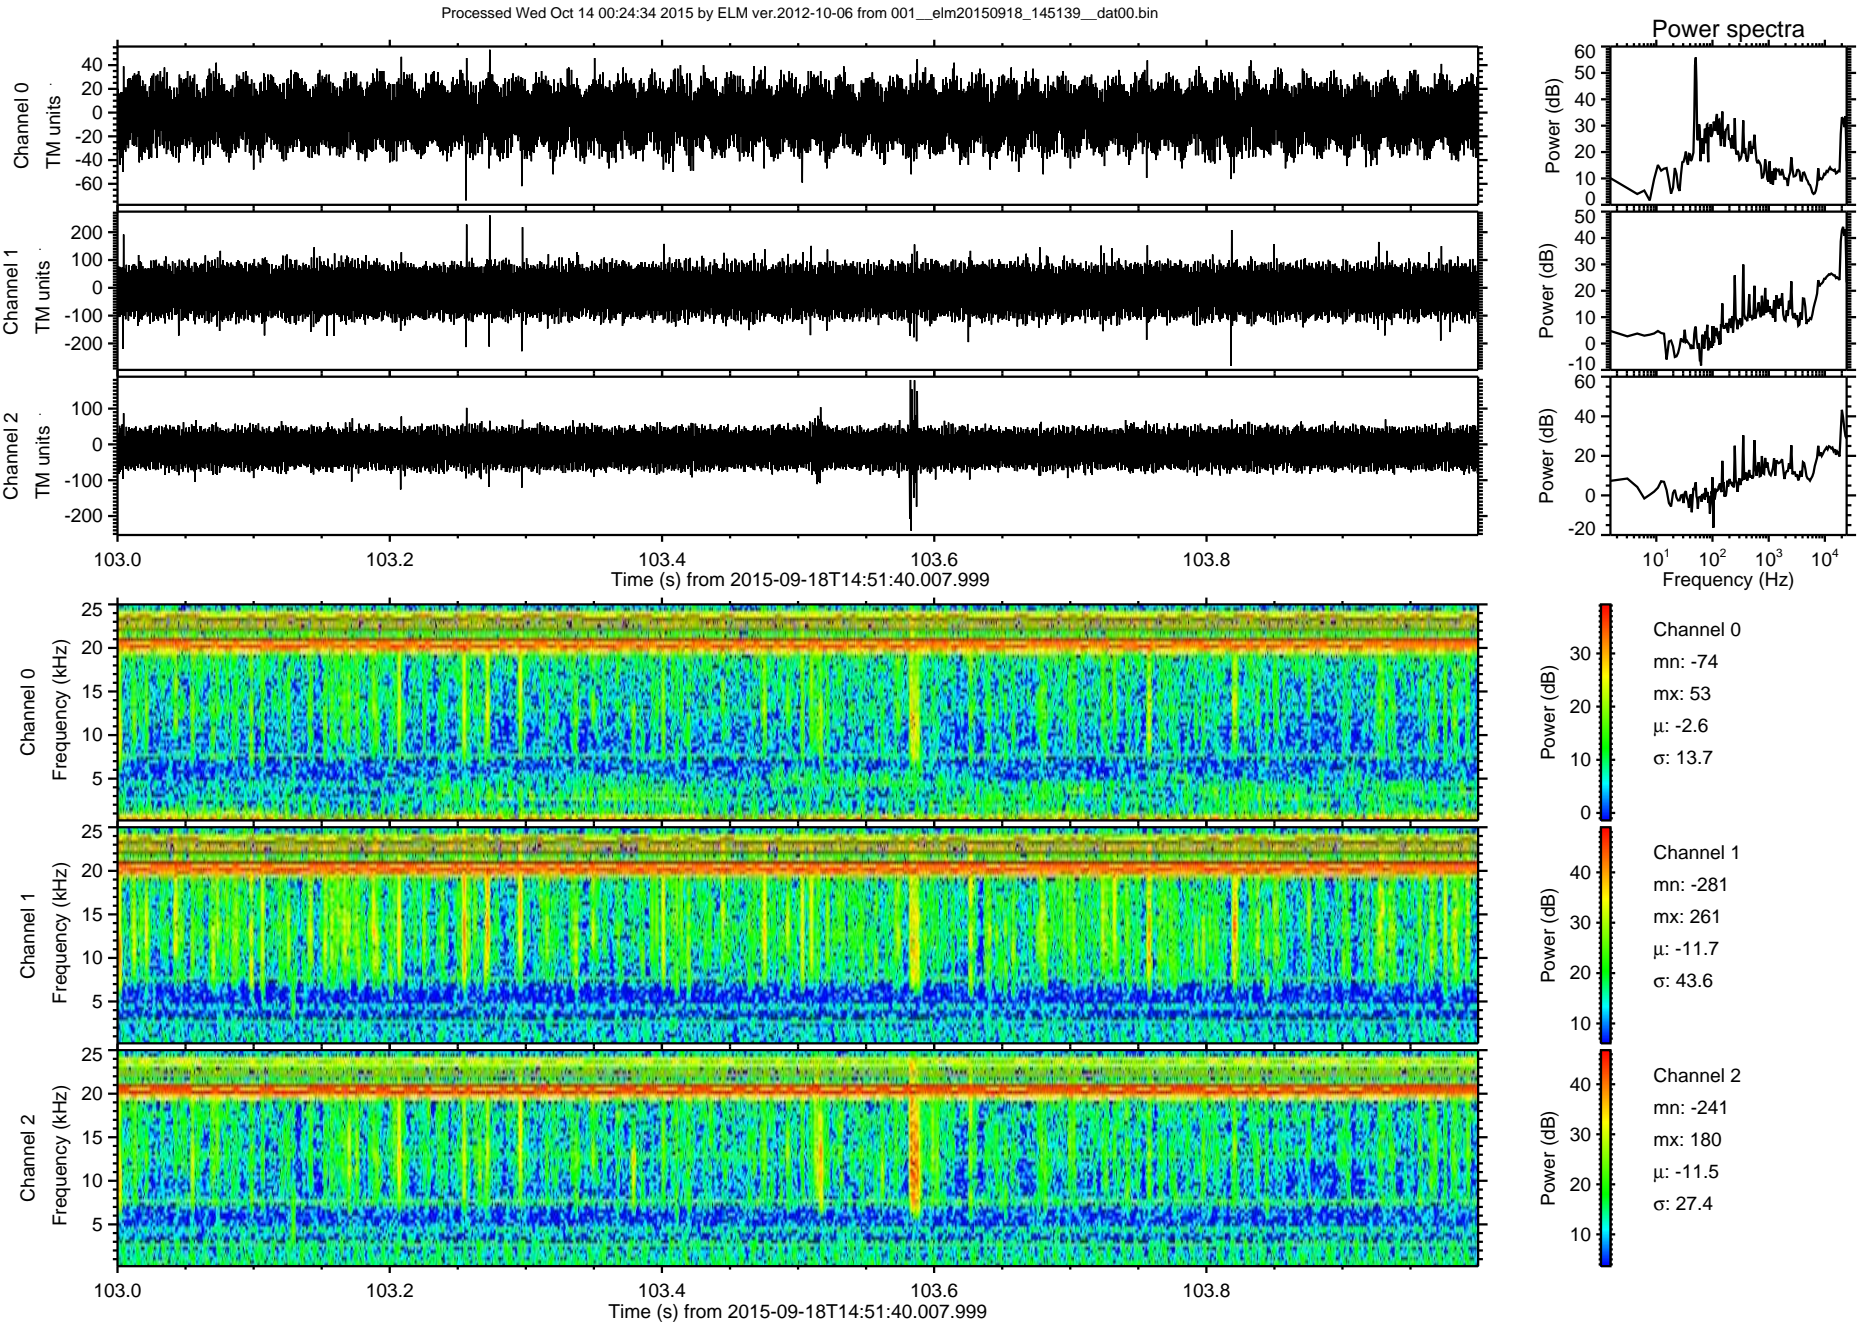 Processed Wed Oct 14 00:24:34 2015 by ELM ver.2012-10-06 from 001__elm20150918_145139__dat00.bin
Power spectra
Channel 0
TM units
40
20
0
-20
-40
-60
Power (dB)
60
50
40
30
20
10
0
Channel 1
TM units
200
100
0
-100
-200
Power (dB)
50
40
30
20
10
0
-10
Channel 2
TM units
100
0
-100
-200
Power (dB)
60
40
20
0
-20
103.0 103.2 103.4 103.6 103.8
Time (s) from 2015-09-18T14:51:40.007.999
10¹ 10² 10³ 10⁴
Frequency (Hz)
Channel 0
Frequency (kHz)
25
20
15
10
5
Power (dB)
30
20
10
0
Channel 0
mn: -74
mx: 53
µ: -2.6
σ: 13.7
Channel 1
Frequency (kHz)
25
20
15
10
5
Power (dB)
40
30
20
10
Channel 1
mn: -281
mx: 261
µ: -11.7
σ: 43.6
Channel 2
Frequency (kHz)
25
20
15
10
5
Power (dB)
40
30
20
10
Channel 2
mn: -241
mx: 180
µ: -11.5
σ: 27.4
103.0 103.2 103.4 103.6 103.8
Time (s) from 2015-09-18T14:51:40.007.999